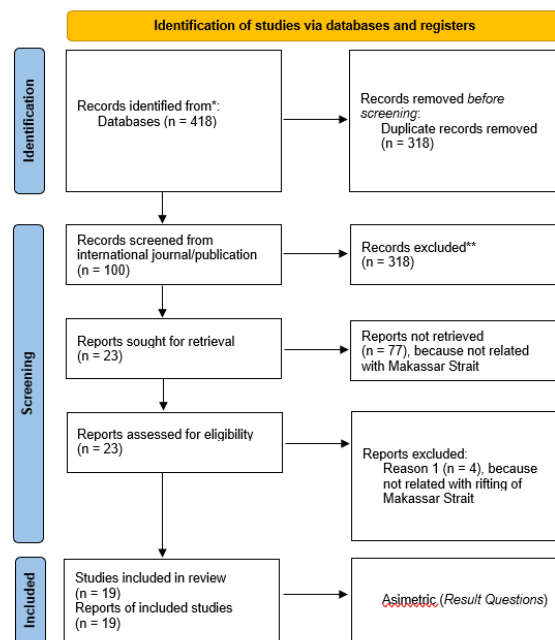 Identification of studies via databases and registers
Identification
Records identified from*:
Databases (n = 418)
Records removed before
screening:
Duplicate records removed
(n = 318)
Screening
Records screened from
international journal/publication
(n = 100)
Records excluded**
(n = 318)
Reports sought for retrieval
(n = 23)
Reports not retrieved
(n = 77), because not related
with Makassar Strait
Reports assessed for eligibility
(n = 23)
Reports excluded:
Reason 1 (n = 4), because
not related with rifting of
Makassar Strait
Included
Studies included in review
(n = 19)
Reports of included studies
(n = 19)
Asimetric (Result Questions)